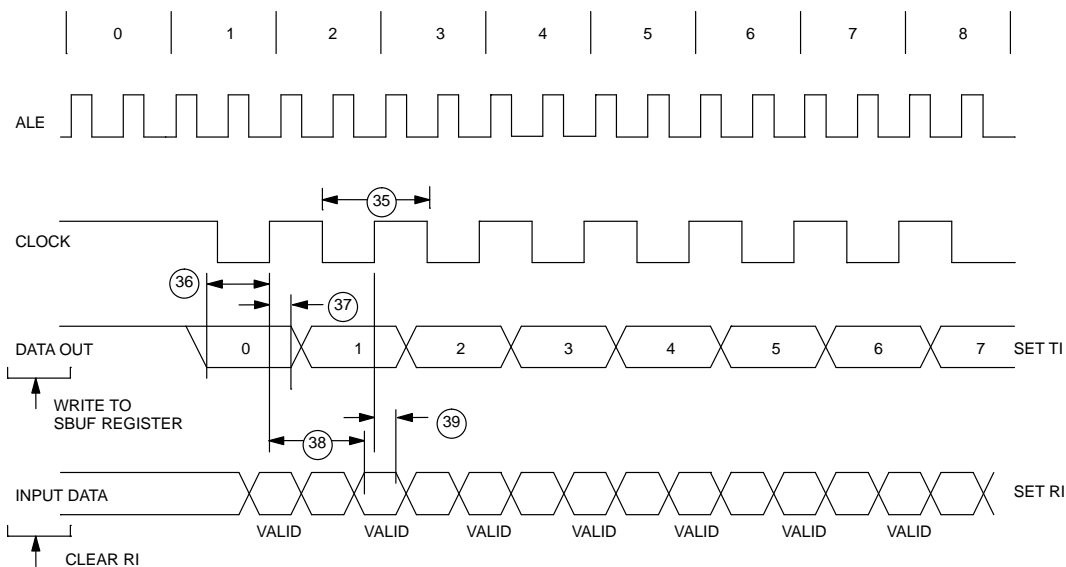 0 1 2 3 4 5 6 7 8
ALE
35
CLOCK
36
37
DATA OUT 0 1 2 3 4 5 6 7 SET TI
WRITE TO
SBUF REGISTER
39
38
INPUT DATA SET RI
VALID VALID VALID VALID VALID VALID VALID
CLEAR RI